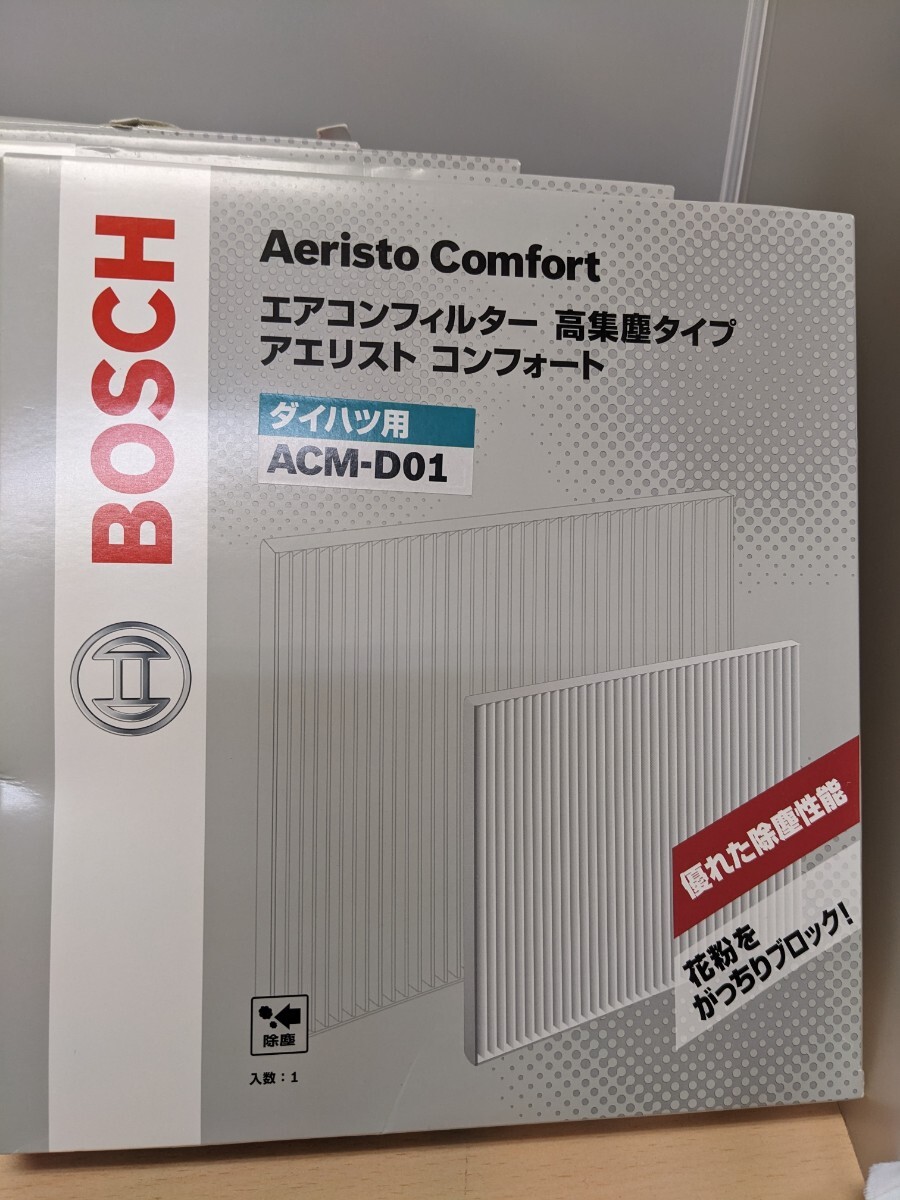 BOSCH
Aeristo Comfort
エアコンフィルター 高集塵タイプ
アエリスト コンフォート
ダイハツ用
ACM-D01
優れた除塵性能
花粉を
がっちりブロック!
除塵
入数:1